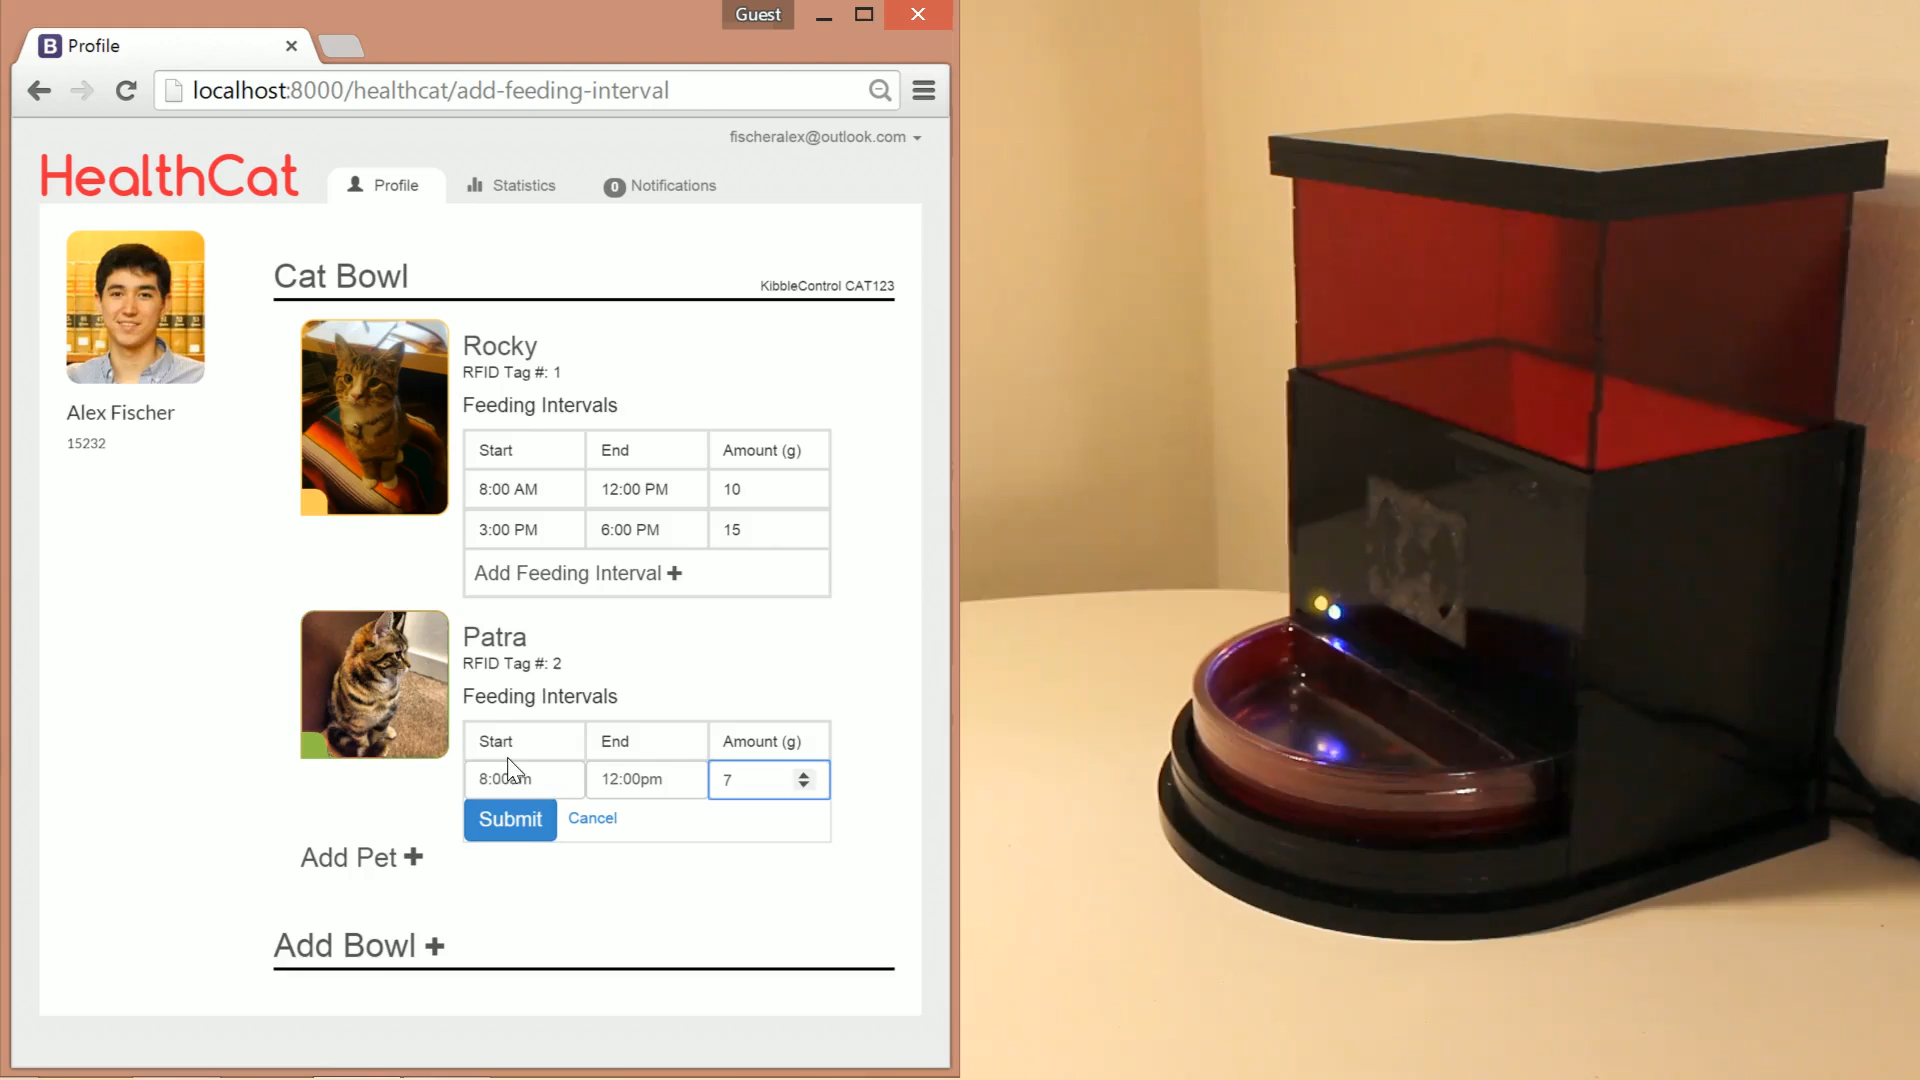 Guest
Profile
localhost:8000/healthcat/add-feeding-interval
fischeralex@outlook.com
HealthCat
Profile
Statistics
0 Notifications
Alex Fischer
15232
Cat Bowl
KibbleControl CAT123
Rocky
RFID Tag #: 1
Feeding Intervals
Start End Amount (g)
8:00 AM 12:00 PM 10
3:00 PM 6:00 PM 15
Add Feeding Interval +
Patra
RFID Tag #: 2
Feeding Intervals
Start End Amount (g)
8:00am 12:00pm 7
Submit Cancel
Add Pet +
Add Bowl +